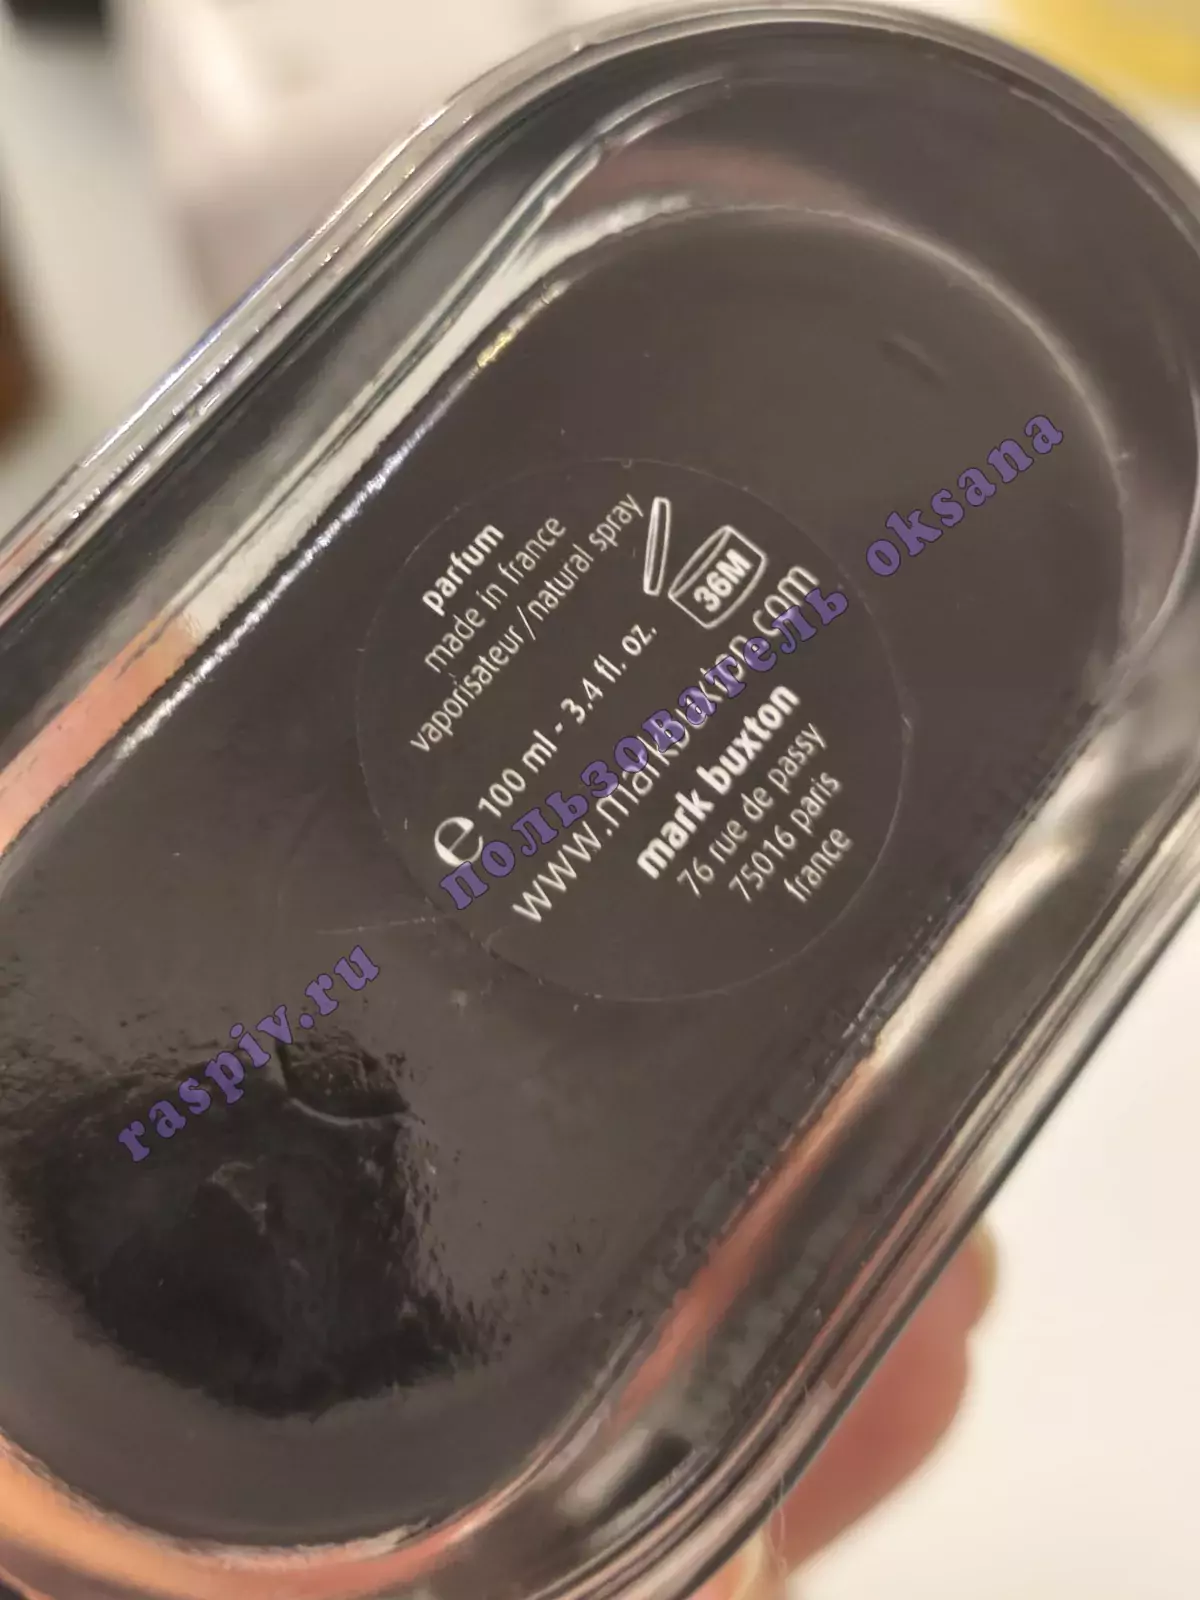 parfum
made in france
vaporisateur/natural spray
36M
e 100 ml - 3.4 fl. oz.
www.markbuxton.com
mark buxton
76 rue de passy
75016 paris
france
raspiv.ru пользователь oksana